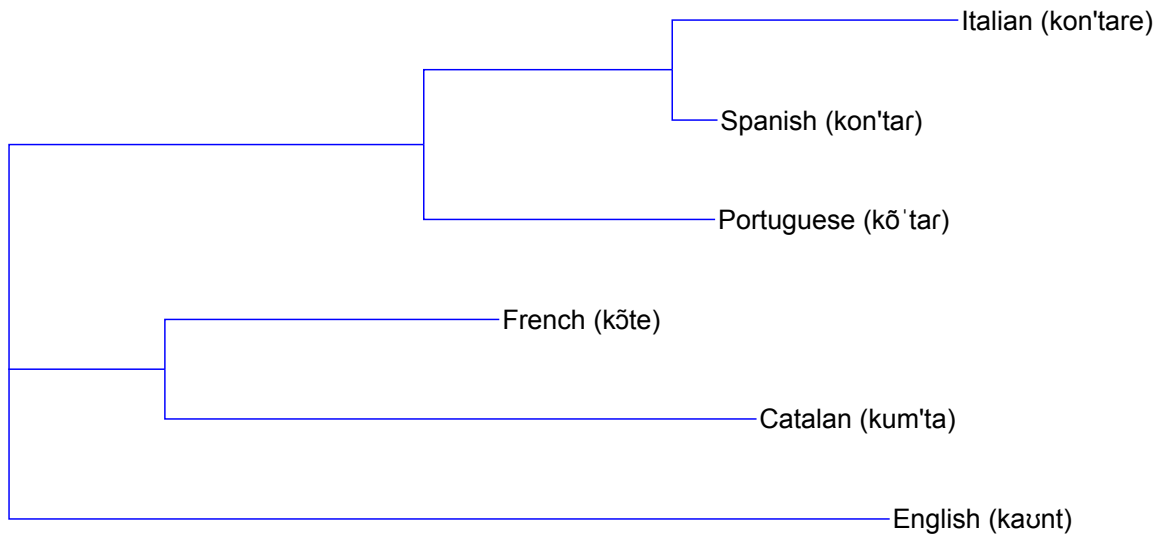 Italian (kon'tare)
Spanish (kon'taɾ)
Portuguese (kõˈtaɾ)
French (kɔ̃te)
Catalan (kum'ta)
English (kaʊnt)